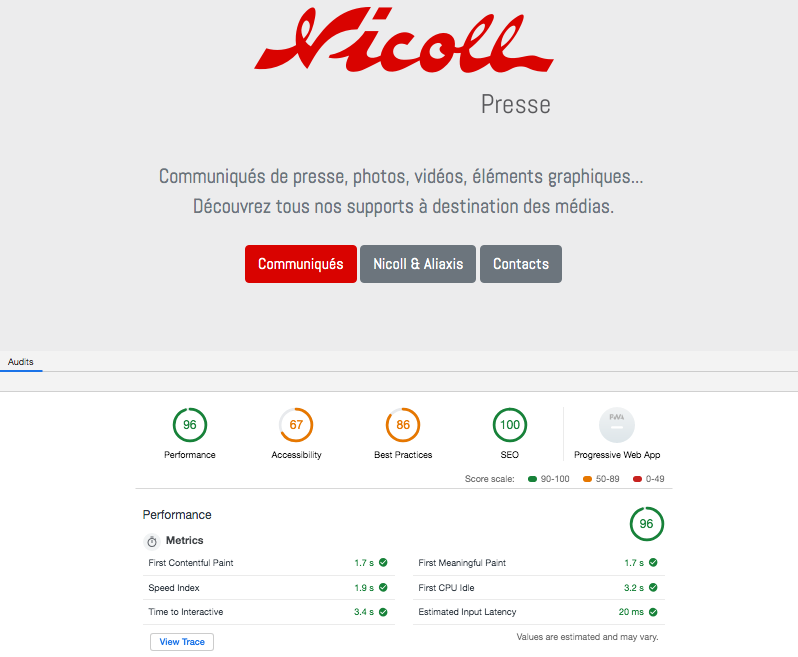 Nicoll
Presse
Communiqués de presse, photos, vidéos, éléments graphiques...
Découvrez tous nos supports à destination des médias.
Communiqués Nicoll & Aliaxis Contacts
Audits
96 67 86 100 PWA
Performance Accessibility Best Practices SEO Progressive Web App
Score scale: 90-100 50-89 0-49
Performance 96
Metrics
First Contentful Paint 1.7 s First Meaningful Paint 1.7 s
Speed Index 1.9 s First CPU Idle 3.2 s
Time to Interactive 3.4 s Estimated Input Latency 20 ms
View Trace Values are estimated and may vary.